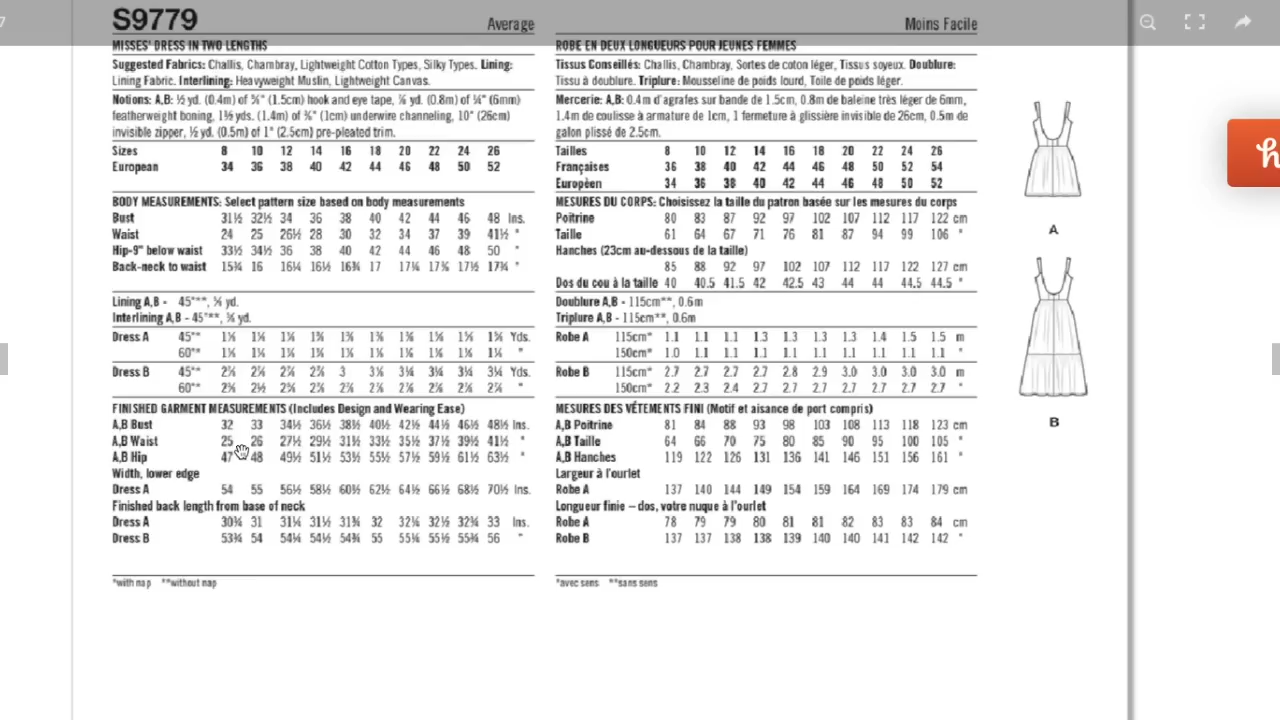 S9779
Average
MISSES' DRESS IN TWO LENGTHS
Suggested Fabrics: Challis, Chambray, Lightweight Cotton Types, Silky Types. Lining:
Lining Fabric. Interlining: Heavyweight Muslin, Lightweight Canvas.
Notions: A,B: ½ yd. (0.4m) of ⅝" (1.5cm) hook and eye tape, ⅞ yd. (0.8m) of ¼" (6mm)
featherweight boning, 1⅝ yds. (1.4m) of ⅜" (1cm) underwire channeling, 10" (26cm)
invisible zipper, ½ yd. (0.5m) of 1" (2.5cm) pre-pleated trim.
Sizes 8 10 12 14 16 18 20 22 24 26
European 34 36 38 40 42 44 46 48 50 52
BODY MEASUREMENTS: Select pattern size based on body measurements
Bust 31½ 32½ 34 36 38 40 42 44 46 48 Ins.
Waist 24 25 26½ 28 30 32 34 37 39 41½ "
Hip-9" below waist 33½ 34½ 36 38 40 42 44 46 48 50 "
Back-neck to waist 15¾ 16 16¼ 16½ 16¾ 17 17¼ 17⅜ 17½ 17¾ "
Lining A,B - 45"**, yd.
Interlining A,B - 45"**, yd.
Dress A 45"* Yds.
60"* "
Dress B 45"* 3 3¼ 3¼ 3¼ Yds.
60"* 2½ "
FINISHED GARMENT MEASUREMENTS (Includes Design and Wearing Ease)
A,B Bust 32 33 34½ 36½ 38½ 40½ 42½ 44½ 46½ 48½ Ins.
A,B Waist 25 26 27½ 29½ 31½ 33½ 35½ 37½ 39½ 41½ "
A,B Hip 47 48 49½ 51½ 53½ 55½ 57½ 59½ 61½ 63½ "
Width, lower edge
Dress A 54 55 56½ 58½ 60½ 62½ 64½ 66½ 68½ 70½ Ins.
Finished back length from base of neck
Dress A 30¾ 31 31¼ 31½ 31¾ 32 32¼ 32½ 32¾ 33 Ins.
Dress B 53¾ 54 54¼ 54½ 54¾ 55 55¼ 55½ 55¾ 56 "
*with nap **without nap
Moins Facile
ROBE EN DEUX LONGUEURS POUR JEUNES FEMMES
Tissus Conseillés: Challis, Chambray, Sortes de coton léger, Tissus soyeux. Doublure:
Tissu à doublure. Triplure: Mousseline de poids lourd, Toile de poids léger.
Mercerie: A,B: 0.4m d'agrafes sur bande de 1.5cm, 0.8m de baleine très léger de 6mm,
1.4m de coulisse à armature de 1cm, 1 fermeture à glissière invisible de 26cm, 0.5m de
galon plissé de 2.5cm.
Tailles 8 10 12 14 16 18 20 22 24 26
Françaises 36 38 40 42 44 46 48 50 52 54
Européen 34 36 38 40 42 44 46 48 50 52
MESURES DU CORPS: Choisissez la taille du patron basée sur les mesures du corps
Poitrine 80 83 87 92 97 102 107 112 117 122 cm
Taille 61 64 67 71 76 81 87 94 99 106 "
Hanches (23cm au-dessous de la taille)
85 88 92 97 102 107 112 117 122 127 cm
Dos du cou à la taille 40 40.5 41.5 42 42.5 43 44 44 44.5 44.5 "
Doublure A,B - 115cm**, 0.6m
Triplure A,B - 115cm**, 0.6m
Robe A 115cm* 1.1 1.1 1.1 1.3 1.3 1.3 1.3 1.4 1.5 1.5 m
150cm* 1.0 1.1 1.1 1.1 1.1 1.1 1.1 1.1 1.1 1.1 "
Robe B 115cm* 2.7 2.7 2.7 2.7 2.8 2.9 3.0 3.0 3.0 3.0 m
150cm* 2.2 2.3 2.4 2.7 2.7 2.7 2.7 2.7 2.7 2.7 "
MESURES DES VÊTEMENTS FINI (Motif et aisance de port compris)
A,B Poitrine 81 84 88 93 98 103 108 113 118 123 cm
A,B Taille 64 66 70 75 80 85 90 95 100 105 "
A,B Hanches 119 122 126 131 136 141 146 151 156 161 "
Largeur à l'ourlet
Robe A 137 140 144 149 154 159 164 169 174 179 cm
Longueur finie – dos, votre nuque à l'ourlet
Robe A 78 79 79 80 81 81 82 83 83 84 cm
Robe B 137 137 138 138 139 140 140 141 142 142 "
*avec sens **sans sens
A
B